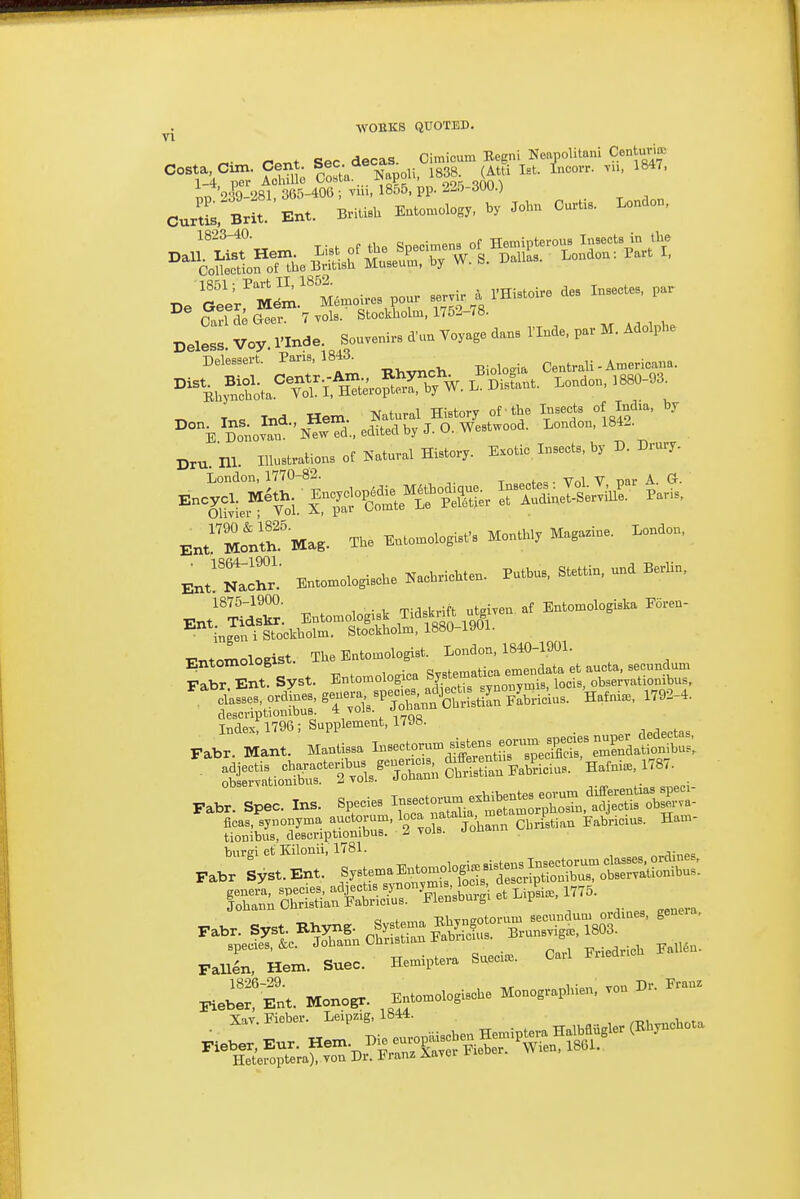 vi
WORKS QUOTED.
Costa, Cim. Cent. Sec. decas. Cimicum Regni Neapolitani Centuriæ
1-4, per Achille Costa. Napoli, 1838. (Atti Ist. Incorr. vii, 1847,
pp. 239-281, 365-406; viii, 1855, pp. 225-300.)
Curtis, Brit. Ent. British Entomology, by John Curtis. London,
1823-40.
Dall. List Hem. List of the Specimens of Hemipterous Insects in the
Collection of the British Museum, by W. S. Dallas. London: Part I,
1851; Part II, 1852.
De Geer, Mém. Mémoires pour servir à l'Histoire des Insectes, par
Carl de Geer. 7 vols. Stockholm, 1752-78.
Deless. Voy. l'Inde. Souvenirs d'un Voyage dans l'Inde, par M. Adolphe
Delessert. Paris, 1843.
Dist. Biol. Centr.-Am., Rhynch. Biologia Centrali-Americana.
Rhynchota. Vol. I, Heteroptera, by W. L. Distant. London, 1880-93.
Don. Ins. Ind., Hem. Natural History of the Insects of India, by
E. Donovan. New ed., edited by J. O. Westwood. London, 1842.
Dru. Ill. Illustrations of Natural History. Exotic Insects, by D. Drury.
London, 1770-82.
Encycl. Méth. Encyclopédie Méthodique. Insectes: Vol. V, par A. G.
Olivier; Vol. X, par Comte Le Peletier et Audinet-Serville. Paris,
1790 & 1825.
Ent. Month. Mag. The Entomologist's Monthly Magazine. London,
1864-1901.
Ent. Nachr. Entomologische Nachrichten. Putbus, Stettin, und Berlin,
1875-1900.
Ent. Tidskr. Entomologisk Tidskrift utgiven af Entomologiska Fören-
ingen i Stockholm. Stockholm, 1880-1901.
Entomologist. The Entomologist. London, 1840-1901.
Fabr. Ent. Syst. Entomologica Systematica emendata et aucta, secundum
classes, ordines, genera, species, adjectis synonymis, locis, observationibus,
descriptionibus. 4 vols. Johann Christian Fabricius. Hafniæ, 1792-4.
Index, 1796; Supplement, 1798.
Fabr. Mant. Mantissa Insectorum sistens eorum species nuper dedectas,
adjectis characteribus genericis, differentiis specificis, emendationibus,
observationibus. 2 vols. Johann Christian Fabricius. Hafniæ, 1787.
Fabr. Spec. Ins. Species Insectorum exhibentes eorum differentias speci-
ficas, synonyma auctorum, loca natalia, metamorphosin, adjectis observa-
tionibus, descriptionibus. 2 vols. Johann Christian Fabricius. Ham-
burgi et Kilonii, 1781.
Fabr Syst. Ent. Systema Entomologiæ sistens Insectorum classes, ordines,
genera, species, adjectis synonymis, locis, descriptionibus, observationibus.
Johann Christian Fabricius. Flensburgi et Lipsiæ, 1775.
Fabr. Syst. Rhyng. Systema Rhyngotorum secundum ordines, genera,
species, &c. Johann Christian Fabricius. Brunsvigæ, 1803.
Fallén, Hem. Suec. Hemiptera Sueciæ. Carl Friedrich Fallén.
1826-29.
Fieber, Ent. Monogr. Entomologische Monographien, von Dr. Franz
Xav. Fieber. Leipzig, 1844.
Fieber, Eur. Hem. Die europäischen Hemiptera Halbflügler (Rhynchota
Heteroptera), von Dr. Franz Xaver Fieber. Wien, 1861.